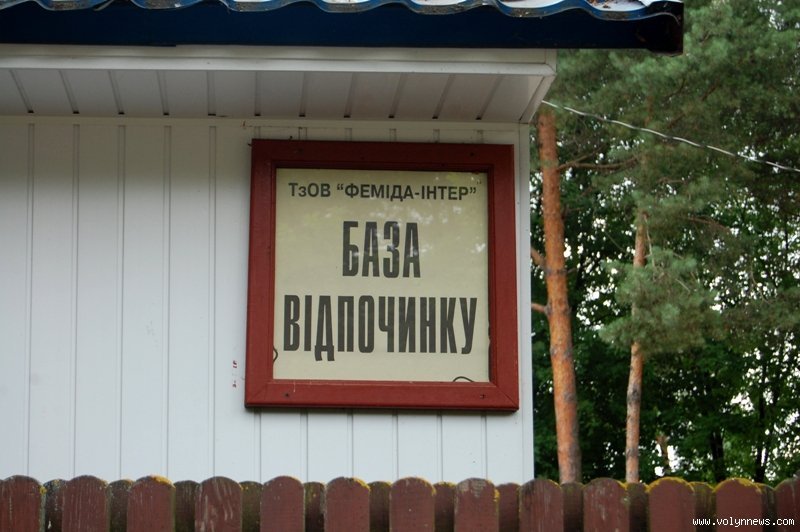 ТзОВ “ФЕМІДА-ІНТЕР”
БАЗА
ВІДПОЧИНКУ
www.volynnews.com